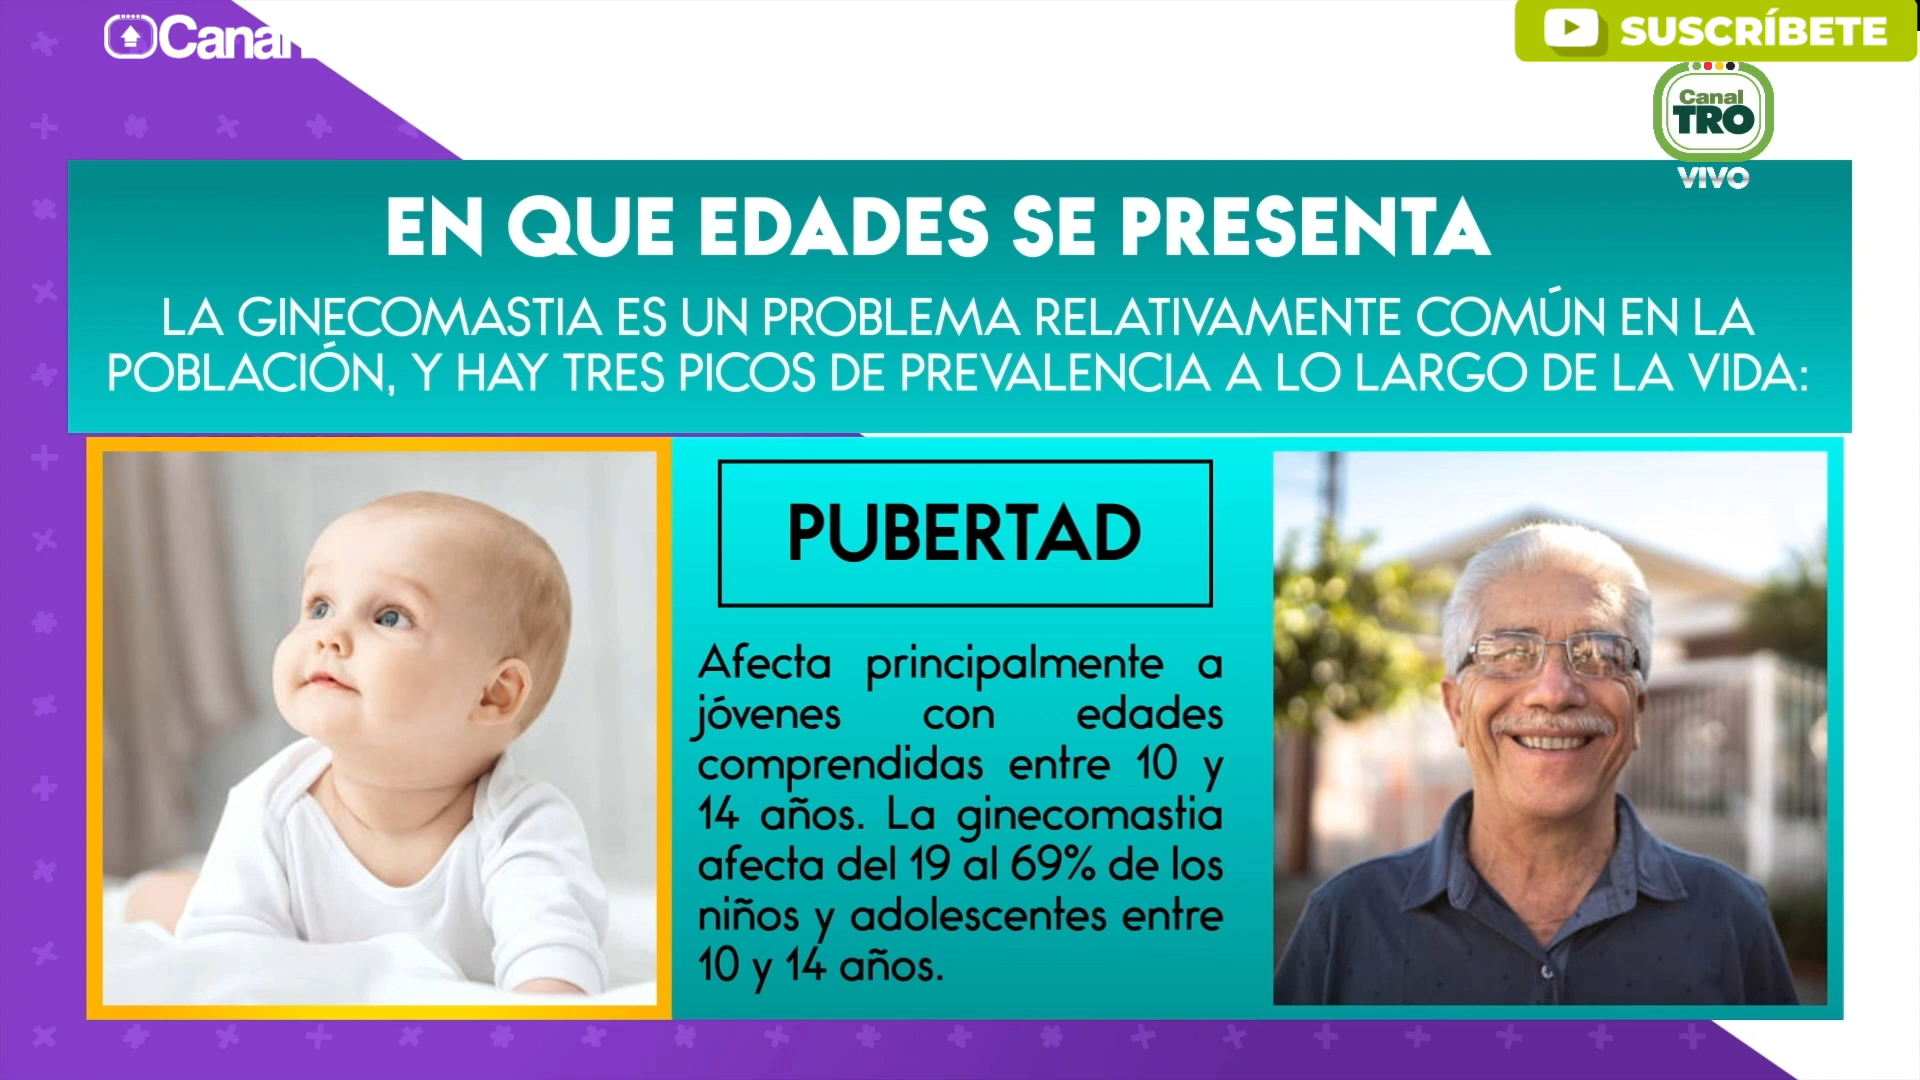 Canal
SUSCRÍBETE
Canal
TRO
VIVO
EN QUE EDADES SE PRESENTA
LA GINECOMASTIA ES UN PROBLEMA RELATIVAMENTE COMÚN EN LA
POBLACIÓN, Y HAY TRES PICOS DE PREVALENCIA A LO LARGO DE LA VIDA:
PUBERTAD
Afecta principalmente a
jóvenes con edades
comprendidas entre 10 y
14 años. La ginecomastia
afecta del 19 al 69% de los
niños y adolescentes entre
10 y 14 años.